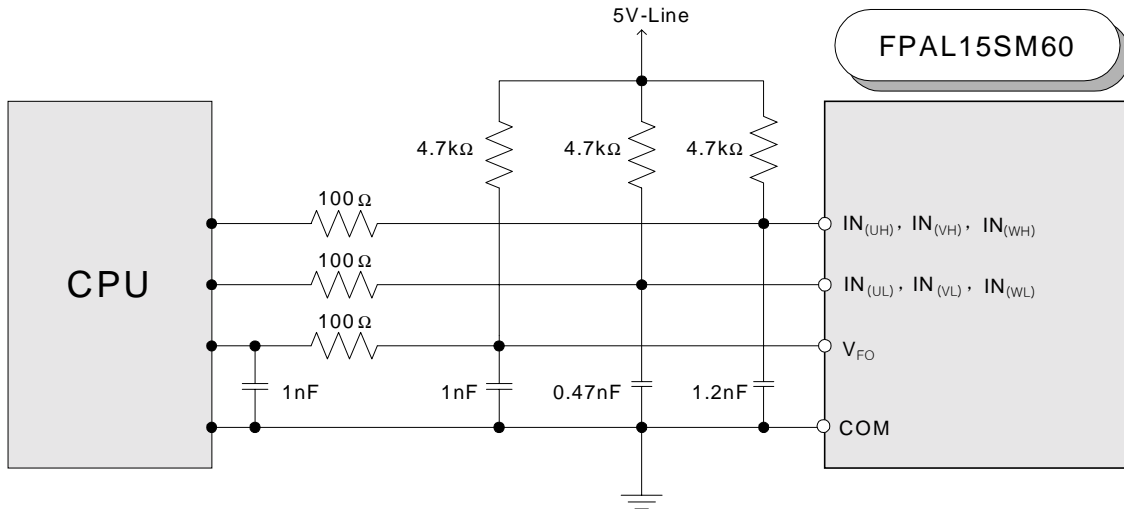 5V-Line
FPAL15SM60
4.7kΩ 4.7kΩ 4.7kΩ
100Ω
IN(UH), IN(VH), IN(WH)
CPU
100Ω
IN(UL), IN(VL), IN(WL)
100Ω
VFO
1nF 1nF 0.47nF 1.2nF
COM